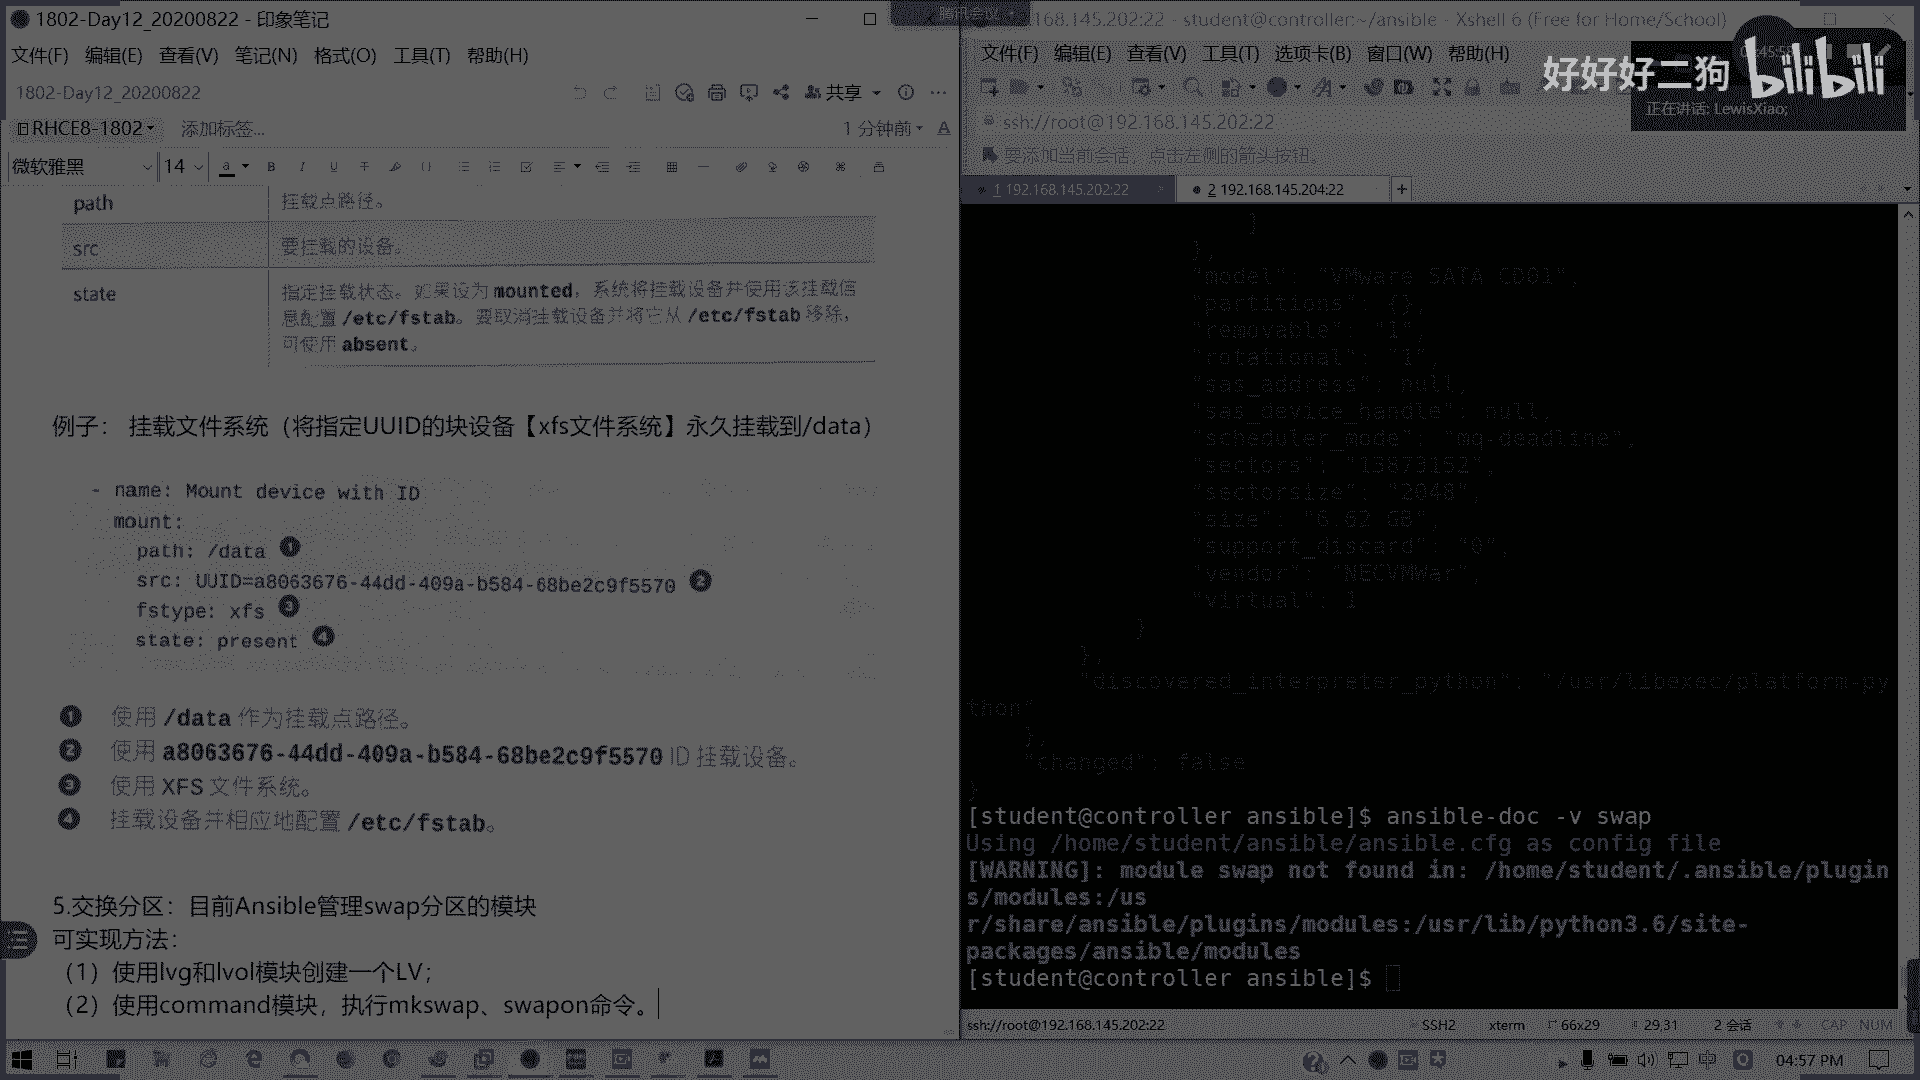 1802-Day12_20200822 - 印象笔记
文件(F) 编辑(E) 查看(V) 笔记(N) 格式(O) 工具(T) 帮助(H)
1802-Day12_20200822
共享
RHCE8-1802
添加标签...
1 分钟前
微软雅黑
14
path 挂载点路径。
src 要挂载的设备。
state 指定挂载状态。如果设为 mounted，系统将挂载设备并使用该挂载信
息配置 /etc/fstab。要取消挂载设备并将它从 /etc/fstab 移除，
可使用 absent。
例子： 挂载文件系统（将指定UUID的块设备【xfs文件系统】永久挂载到/data）
- name: Mount device with ID
mount:
path: /data 1
src: UUID=a8063676-44dd-409a-b584-68be2c9f5570 2
fstype: xfs 3
state: present 4
1 使用 /data 作为挂载点路径。
2 使用 a8063676-44dd-409a-b584-68be2c9f5570 ID 挂载设备。
3 使用 XFS 文件系统。
4 挂载设备并相应地配置 /etc/fstab。
5.交换分区：目前Ansible管理swap分区的模块
可实现方法：
（1）使用lvg和lvol模块创建一个LV；
（2）使用command模块，执行mkswap、swapon命令。
腾讯会议
168.145.202:22 - student@controller:~/ansible - Xshell 6 (Free for Home/School)
文件(F) 编辑(E) 查看(V) 工具(T) 选项卡(B) 窗口(W) 帮助(H)
好好好二狗 bilibili
正在讲话: LewisXiao;
ssh://root@192.168.145.202:22
要添加当前会话，点击左侧的箭头按钮。
1 192.168.145.202:22
2 192.168.145.204:22
}
},
"model": "VMware SATA CD01",
"partitions": {},
"removable": "1",
"rotational": "1",
"sas_address": null,
"sas_device_handle": null,
"scheduler_mode": "mq-deadline",
"sectors": "13873152",
"sectorsize": "2048",
"size": "6.62 GB",
"support_discard": "0",
"vendor": "NECVMWar",
"virtual": 1
}
},
"discovered_interpreter_python": "/usr/libexec/platform-py
thon"
},
"changed": false
}
[student@controller ansible]$ ansible-doc -v swap
Using /home/student/ansible/ansible.cfg as config file
[WARNING]: module swap not found in: /home/student/.ansible/plugin
s/modules:/us
r/share/ansible/plugins/modules:/usr/lib/python3.6/site-
packages/ansible/modules
[student@controller ansible]$
ssh://root@192.168.145.202:22
SSH2
xterm
66x29
29,31
2 会话
CAP NUM
中
04:57 PM